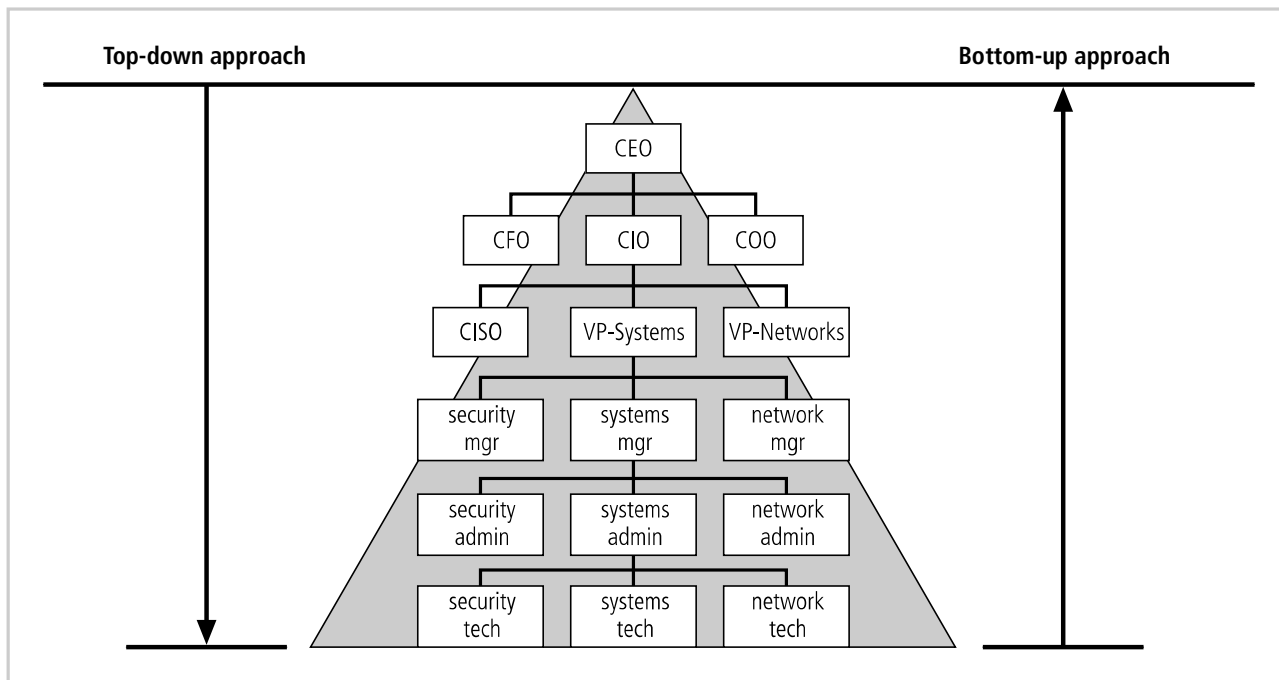 Top-down approach
Bottom-up approach
CEO
CFO
CIO
COO
CISO
VP-Systems
VP-Networks
security
mgr
systems
mgr
network
mgr
security
admin
systems
admin
network
admin
security
tech
systems
tech
network
tech